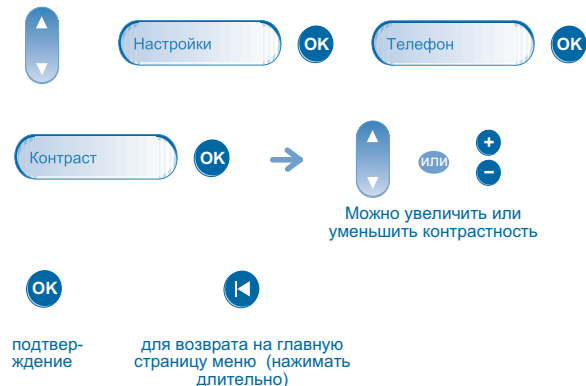 Настройки OK Телефон OK
Контраст OK ИЛИ + −
Можно увеличить или
уменьшить контрастность
OK
подтвер-
ждение
для возврата на главную
страницу меню (нажимать
длительно)